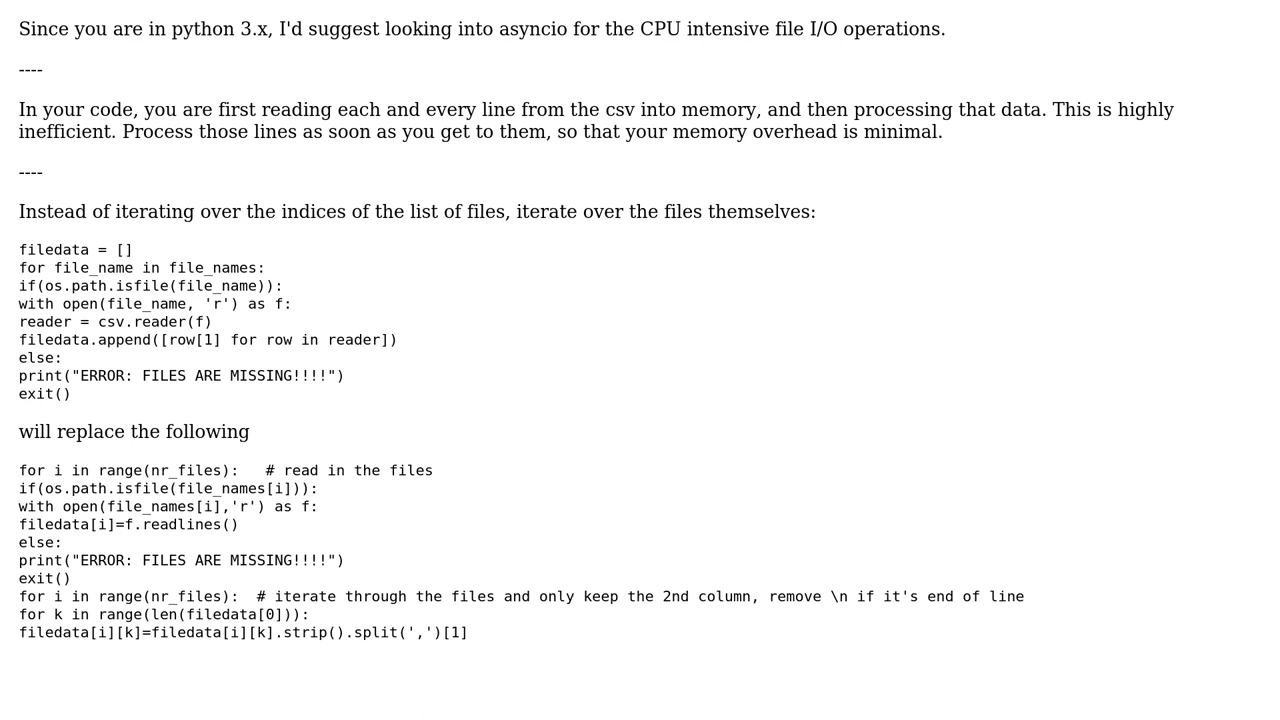 Since you are in python 3.x, I'd suggest looking into asyncio for the CPU intensive file I/O operations.
----
In your code, you are first reading each and every line from the csv into memory, and then processing that data. This is highly
inefficient. Process those lines as soon as you get to them, so that your memory overhead is minimal.
----
Instead of iterating over the indices of the list of files, iterate over the files themselves:
filedata = []
for file_name in file_names:
if(os.path.isfile(file_name)):
with open(file_name, 'r') as f:
reader = csv.reader(f)
filedata.append([row[1] for row in reader])
else:
print("ERROR: FILES ARE MISSING!!!!")
exit()
will replace the following
for i in range(nr_files):   # read in the files
if(os.path.isfile(file_names[i])):
with open(file_names[i],'r') as f:
filedata[i]=f.readlines()
else:
print("ERROR: FILES ARE MISSING!!!!")
exit()
for i in range(nr_files):  # iterate through the files and only keep the 2nd column, remove \n if it's end of line
for k in range(len(filedata[0])):
filedata[i][k]=filedata[i][k].strip().split(',')[1]